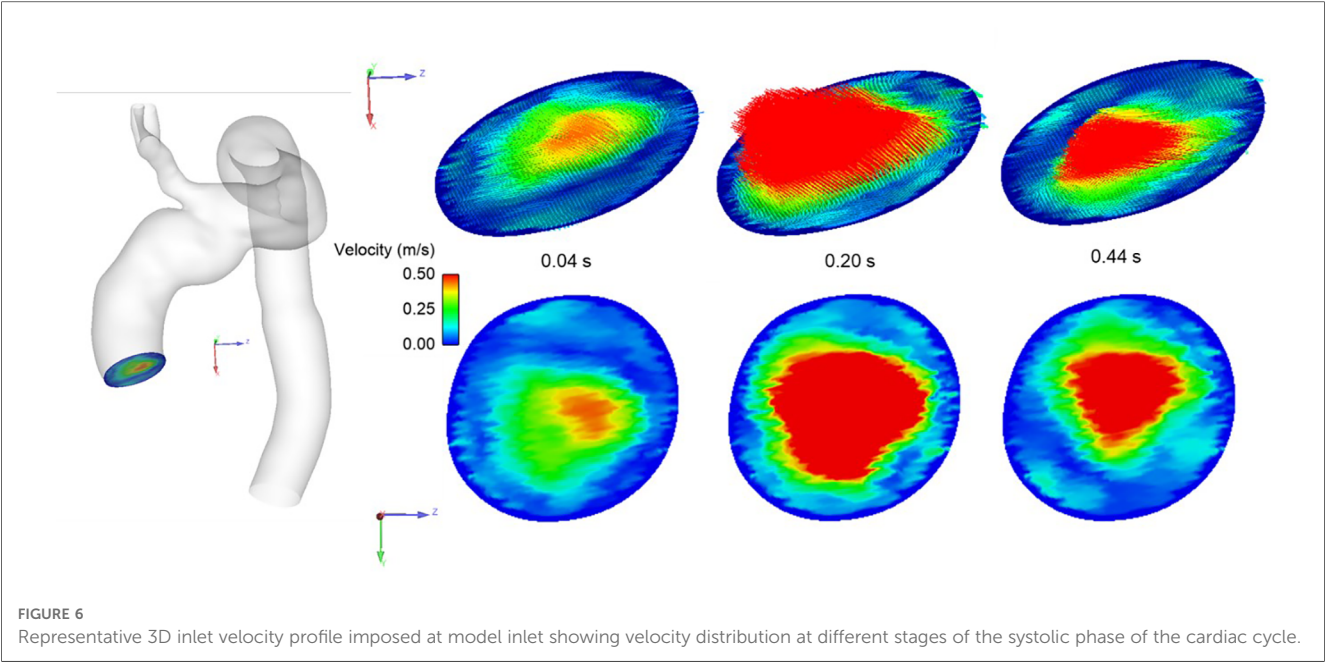 Y
Z
X
Velocity (m/s)
0.50
0.25
0.00
0.04 s
0.20 s
0.44 s
Z
X
Z
Y
FIGURE 6
Representative 3D inlet velocity profile imposed at model inlet showing velocity distribution at different stages of the systolic phase of the cardiac cycle.